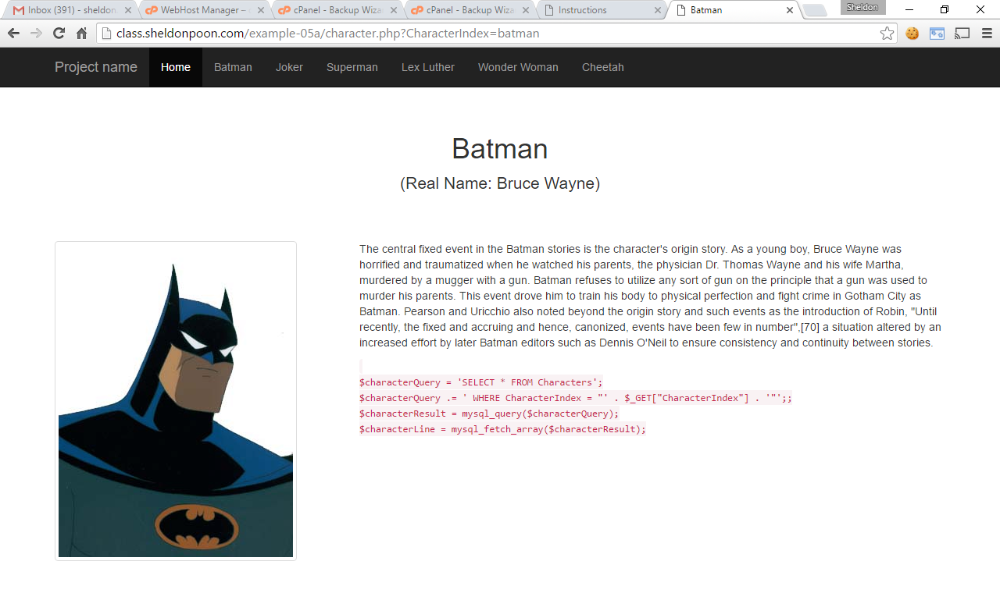 Inbox (391) - sheldon
WebHost Manager –
cPanel - Backup Wiza
cPanel - Backup Wiza
Instructions
Batman
Sheldon
class.sheldonpoon.com/example-05a/character.php?CharacterIndex=batman
Project name
Home
Batman
Joker
Superman
Lex Luther
Wonder Woman
Cheetah
Batman
(Real Name: Bruce Wayne)
The central fixed event in the Batman stories is the character's origin story. As a young boy, Bruce Wayne was
horrified and traumatized when he watched his parents, the physician Dr. Thomas Wayne and his wife Martha,
murdered by a mugger with a gun. Batman refuses to utilize any sort of gun on the principle that a gun was used to
murder his parents. This event drove him to train his body to physical perfection and fight crime in Gotham City as
Batman. Pearson and Uricchio also noted beyond the origin story and such events as the introduction of Robin, "Until
recently, the fixed and accruing and hence, canonized, events have been few in number",[70] a situation altered by an
increased effort by later Batman editors such as Dennis O'Neil to ensure consistency and continuity between stories.
$characterQuery = 'SELECT * FROM Characters';
$characterQuery .= ' WHERE CharacterIndex = "' . $_GET["CharacterIndex"] . '"';;
$characterResult = mysql_query($characterQuery);
$characterLine = mysql_fetch_array($characterResult);